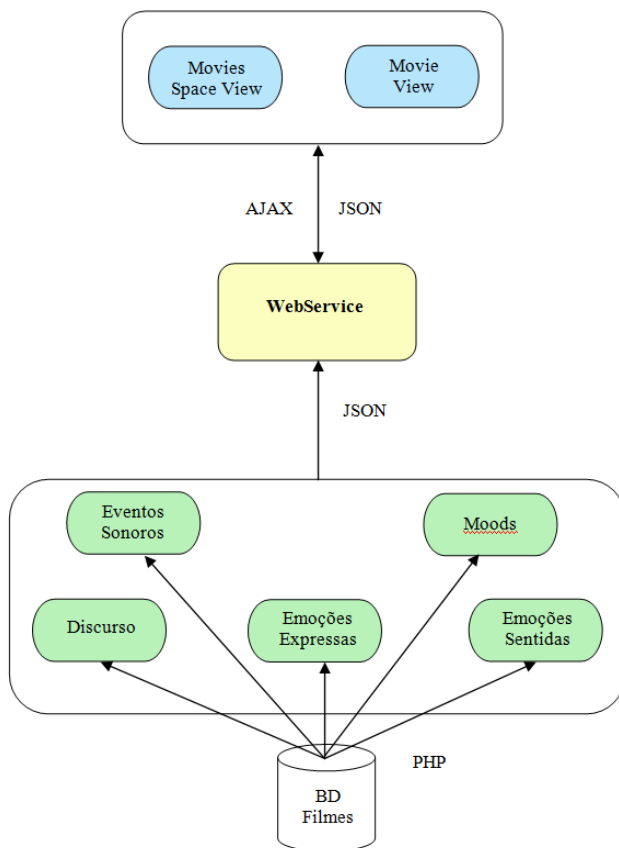 Movies
Space View
Movie
View
AJAX
JSON
WebService
JSON
Eventos
Sonoros
Moods
Discurso
Emoções
Expressas
Emoções
Sentidas
PHP
BD
Filmes